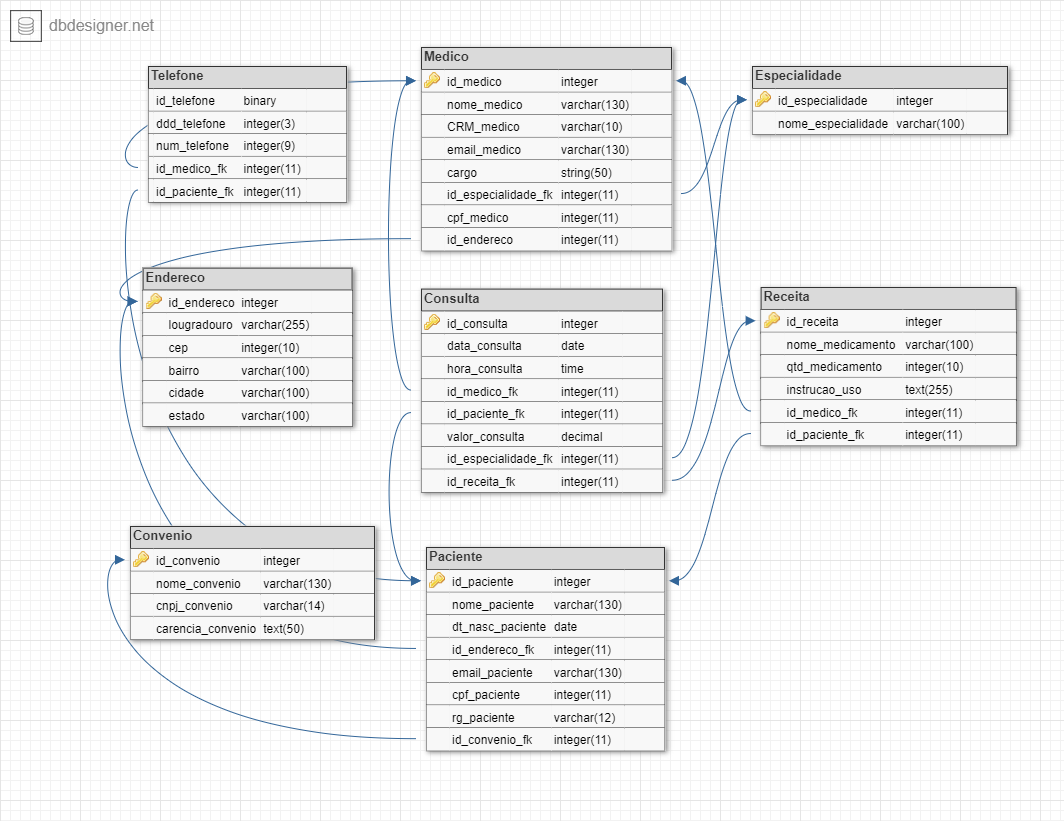 dbdesigner.net
Telefone
id_telefone binary
ddd_telefone integer(3)
num_telefone integer(9)
id_medico_fk integer(11)
id_paciente_fk integer(11)
Medico
id_medico integer
nome_medico varchar(130)
CRM_medico varchar(10)
email_medico varchar(130)
cargo string(50)
id_especialidade_fk integer(11)
cpf_medico integer(11)
id_endereco integer(11)
Especialidade
id_especialidade integer
nome_especialidade varchar(100)
Endereco
id_endereco integer
lougradouro varchar(255)
cep integer(10)
bairro varchar(100)
cidade varchar(100)
estado varchar(100)
Consulta
id_consulta integer
data_consulta date
hora_consulta time
id_medico_fk integer(11)
id_paciente_fk integer(11)
valor_consulta decimal
id_especialidade_fk integer(11)
id_receita_fk integer(11)
Receita
id_receita integer
nome_medicamento varchar(100)
qtd_medicamento integer(10)
instrucao_uso text(255)
id_medico_fk integer(11)
id_paciente_fk integer(11)
Convenio
id_convenio integer
nome_convenio varchar(130)
cnpj_convenio varchar(14)
carencia_convenio text(50)
Paciente
id_paciente integer
nome_paciente varchar(130)
dt_nasc_paciente date
id_endereco_fk integer(11)
email_paciente varchar(130)
cpf_paciente integer(11)
rg_paciente varchar(12)
id_convenio_fk integer(11)